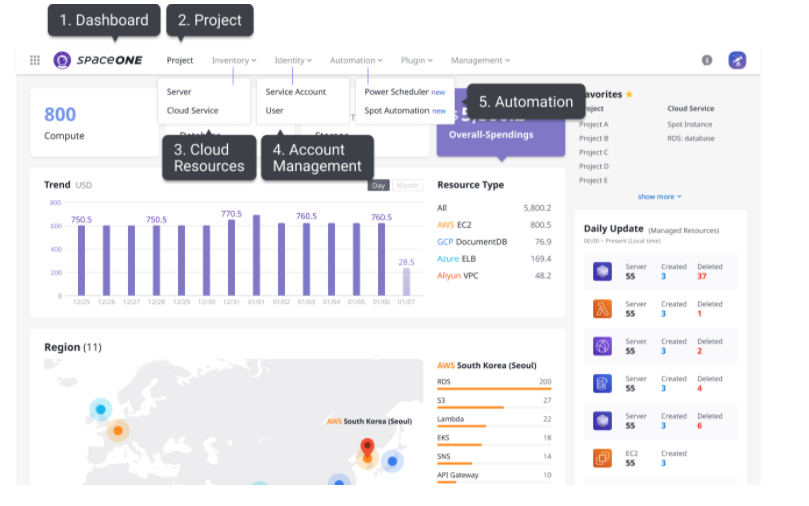 1. Dashboard
2. Project
SPaceONE
Project
Inventory
Identity
Automation
Plugin
Management
Server
Cloud Service
Service Account
User
Power Scheduler new
Spot Automation new
3. Cloud
Resources
4. Account
Management
5. Automation
800
Compute
Overall-Spendings
Favorites
Project
Cloud Service
Project A
Spot Instance
Project B
RDS: database
Project C
Project D
Project E
show more
Trend USD
Day
Month
800
600
400
200
0
750.5
750.5
770.5
760.5
760.5
28.5
12/25
12/26
12/27
12/28
12/29
12/30
12/31
01/01
01/02
01/03
01/04
01/05
01/06
01/07
Resource Type
All 5,800.2
AWS EC2 800.5
GCP DocumentDB 76.9
Azure ELB 169.4
Aliyun VPC 48.2
Daily Update (Managed Resources)
00:00 ~ Present (Local time)
Server Created Deleted
55 3 37
Server Created Deleted
55 3 1
Server Created Deleted
55 3 2
Server Created Deleted
55 3 4
Server Created Deleted
55 3 6
EC2 Created
55 3
Region (11)
AWS South Korea (Seoul)
AWS South Korea (Seoul)
RDS 200
S3 27
Lambda 22
EKS 18
SNS 14
API Gateway 10